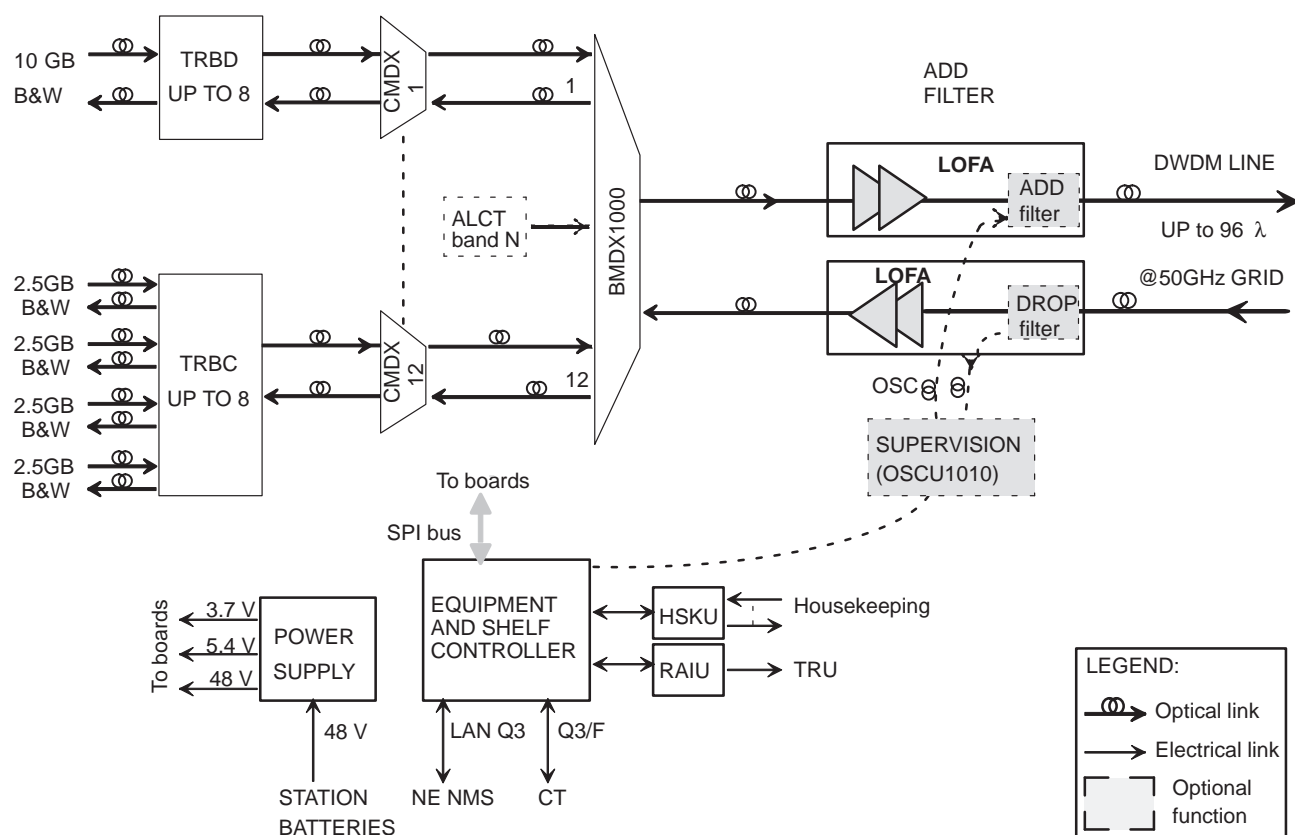 10 GB
B&W
TRBD
UP TO 8
CMDX
1
1
BMDX1000
ALCT
band N
ADD
FILTER
LOFA
ADD
filter
DWDM LINE
UP to 96 λ
LOFA
DROP
filter
@50GHz GRID
2.5GB
B&W
2.5GB
B&W
2.5GB
B&W
2.5GB
B&W
TRBC
UP TO 8
CMDX
12
12
OSC
SUPERVISION
(OSCU1010)
To boards
SPI bus
To boards
3.7 V
5.4 V
48 V
POWER
SUPPLY
48 V
STATION
BATTERIES
EQUIPMENT
AND SHELF
CONTROLLER
LAN Q3
Q3/F
NE NMS
CT
HSKU
Housekeeping
RAIU
TRU
LEGEND:
Optical link
Electrical link
Optional
function